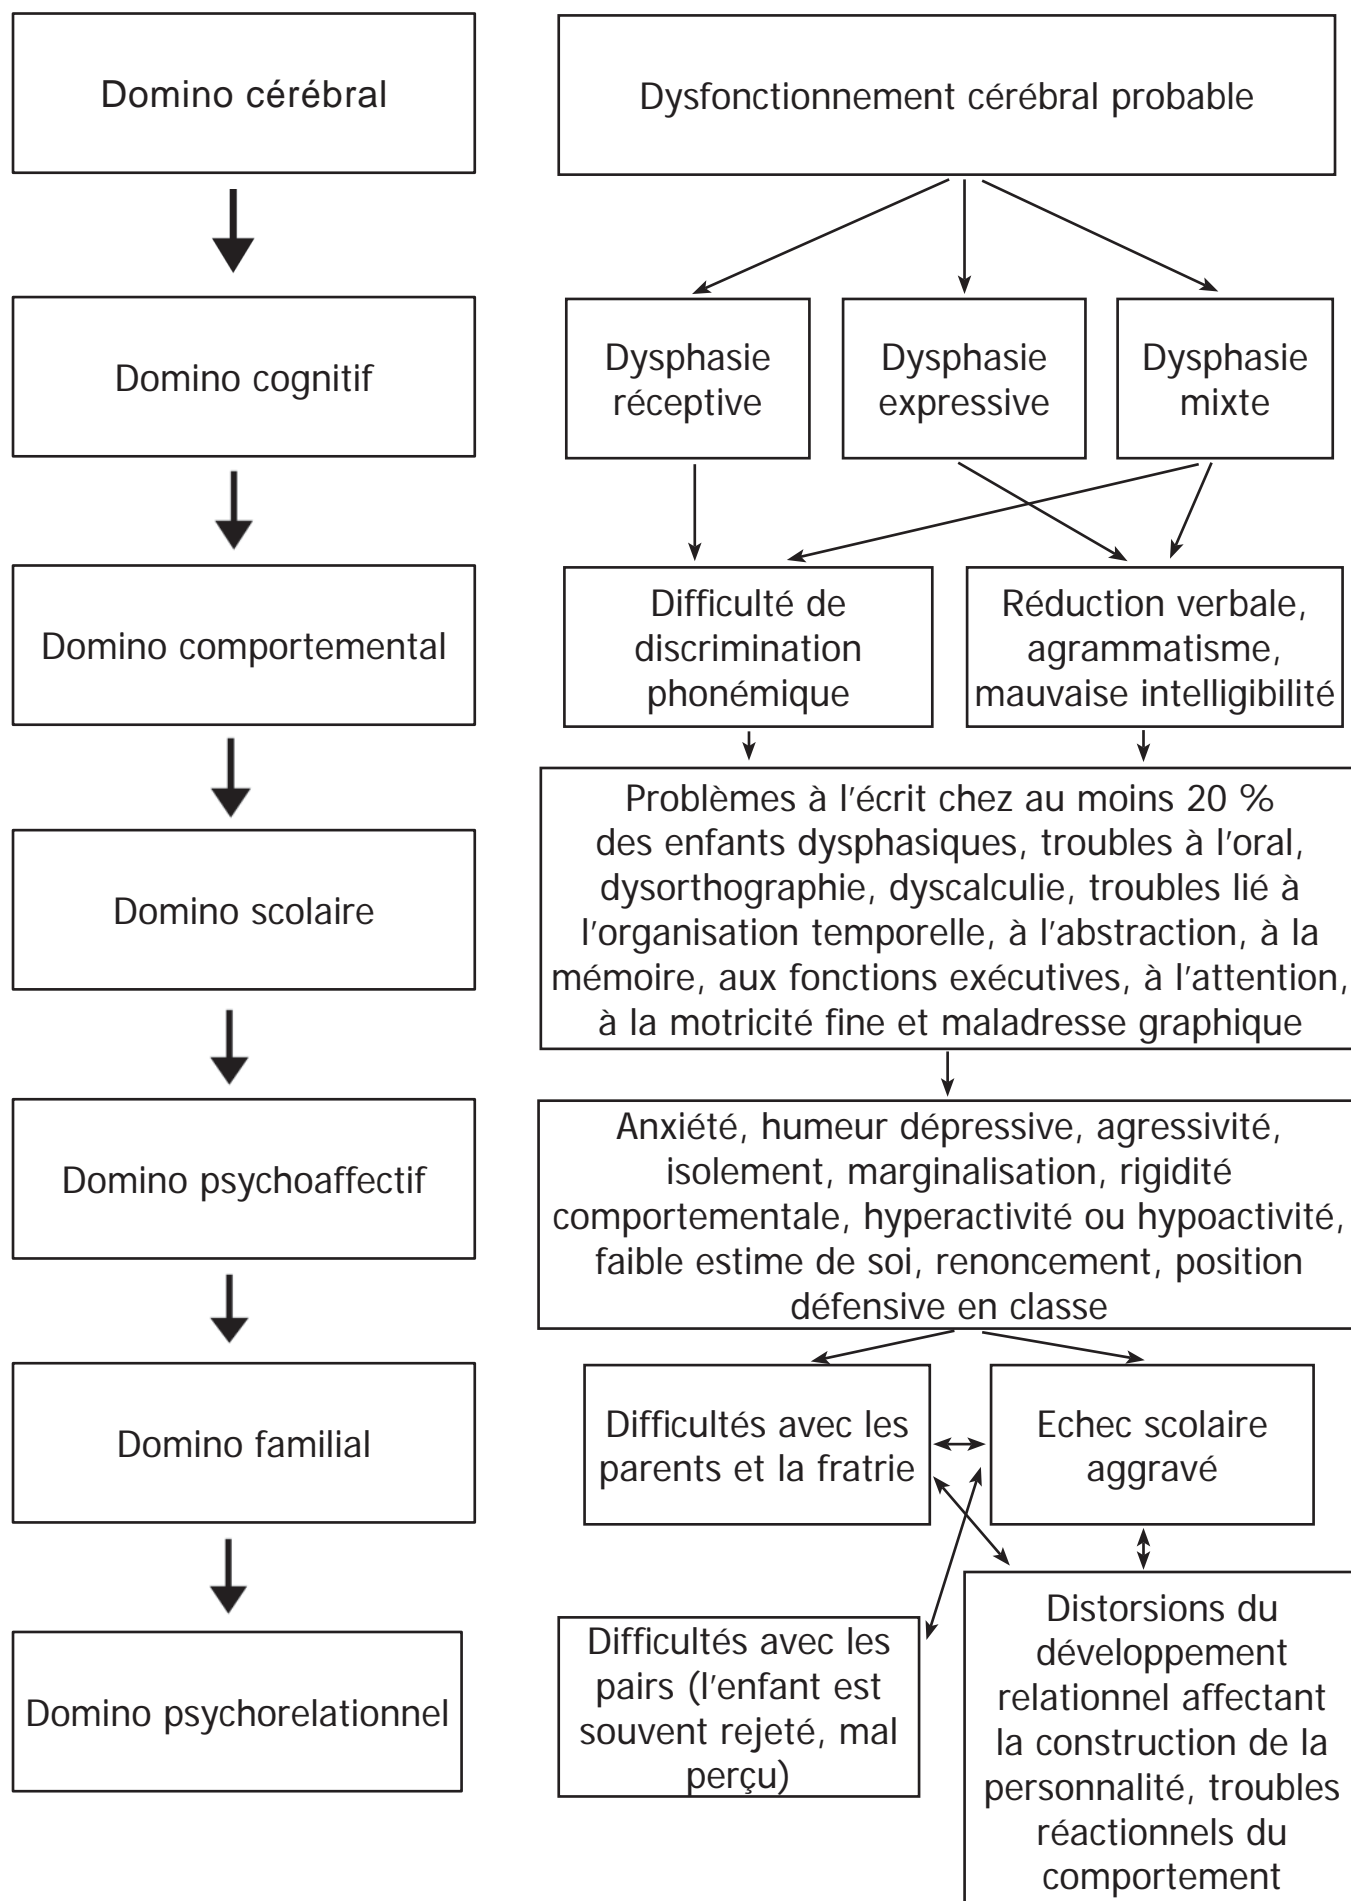 Domino cérébral
Dysfonctionnement cérébral probable
Domino cognitif
Dysphasie
réceptive
Dysphasie
expressive
Dysphasie
mixte
Domino comportemental
Difficulté de
discrimination
phonémique
Réduction verbale,
agrammatisme,
mauvaise intelligibilité
Domino scolaire
Problèmes à l'écrit chez au moins 20 %
des enfants dysphasiques, troubles à l'oral,
dysorthographie, dyscalculie, troubles lié à
l'organisation temporelle, à l'abstraction, à la
mémoire, aux fonctions exécutives, à l'attention,
à la motricité fine et maladresse graphique
Domino psychoaffectif
Anxiété, humeur dépressive, agressivité,
isolement, marginalisation, rigidité
comportementale, hyperactivité ou hypoactivité,
faible estime de soi, renoncement, position
défensive en classe
Domino familial
Difficultés avec les
parents et la fratrie
Echec scolaire
aggravé
Domino psychorelationnel
Difficultés avec les
pairs (l'enfant est
souvent rejeté, mal
perçu)
Distorsions du
développement
relationnel affectant
la construction de la
personnalité, troubles
réactionnels du
comportement